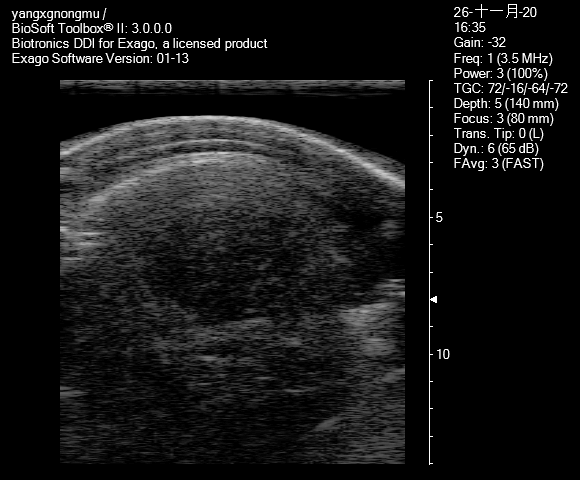 yangxgnongmu /
BioSoft Toolbox® II: 3.0.0.0
Biotronics DDI for Exago, a licensed product
Exago Software Version: 01-13
26-十一月-20
16:35
Gain: -32
Freq: 1 (3.5 MHz)
Power: 3 (100%)
TGC: 72/-16/-64/-72
Depth: 5 (140 mm)
Focus: 3 (80 mm)
Trans. Tip: 0 (L)
Dyn.: 6 (65 dB)
FAvg: 3 (FAST)
5
10